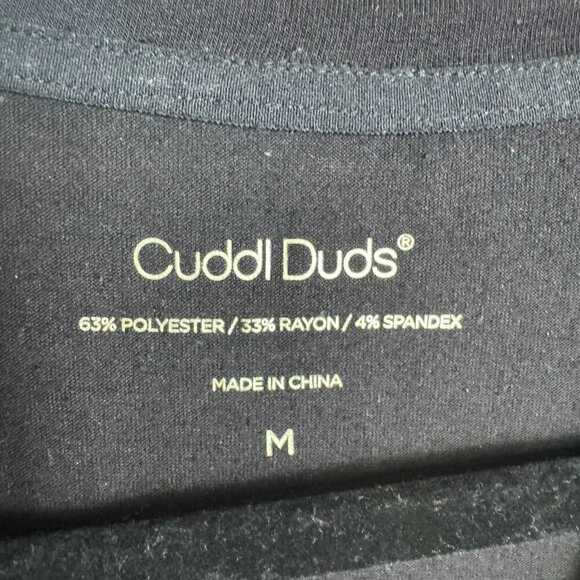 Cuddl Duds®
63% POLYESTER / 33% RAYON / 4% SPANDEX
MADE IN CHINA
M